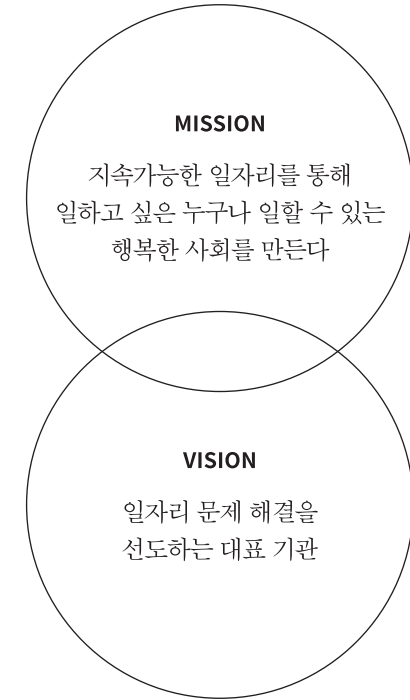 MISSION
지속가능한 일자리를 통해
일하고 싶은 누구나 일할 수 있는
행복한 사회를 만든다
VISION
일자리 문제 해결을
선도하는 대표 기관